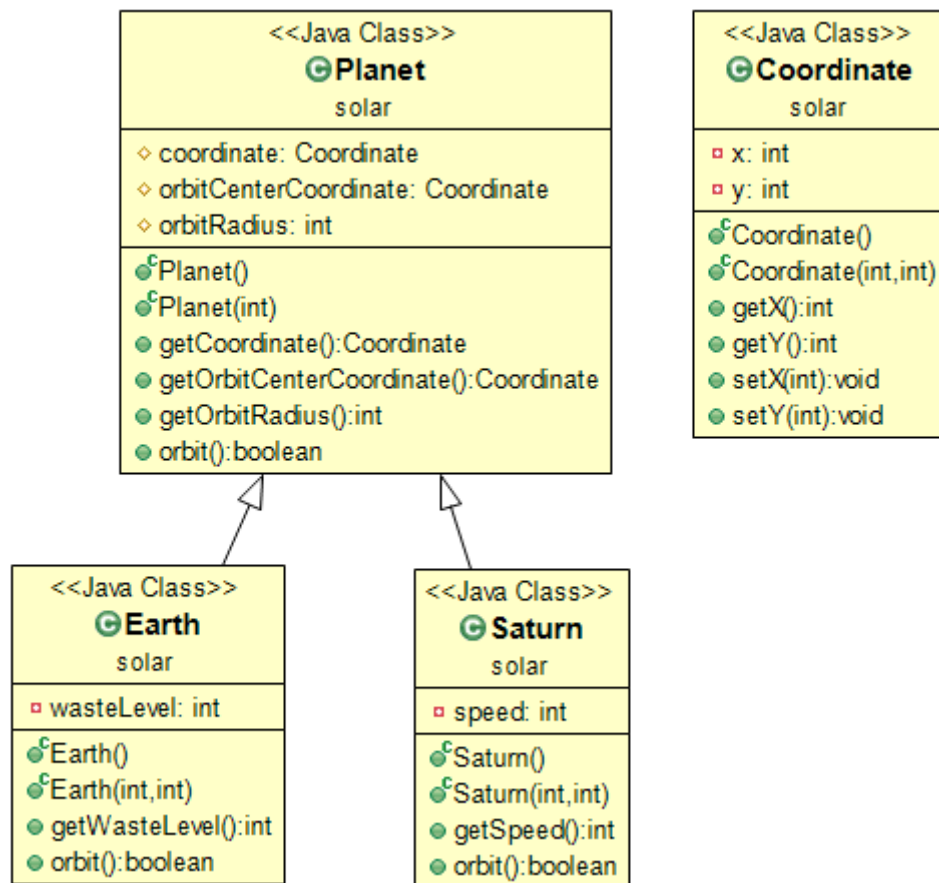 <<Java Class>>
Planet
solar
coordinate: Coordinate
orbitCenterCoordinate: Coordinate
orbitRadius: int
Planet()
Planet(int)
getCoordinate():Coordinate
getOrbitCenterCoordinate():Coordinate
getOrbitRadius():int
orbit():boolean
<<Java Class>>
Coordinate
solar
x: int
y: int
Coordinate()
Coordinate(int,int)
getX():int
getY():int
setX(int):void
setY(int):void
<<Java Class>>
Earth
solar
wasteLevel: int
Earth()
Earth(int,int)
getWasteLevel():int
orbit():boolean
<<Java Class>>
Saturn
solar
speed: int
Saturn()
Saturn(int,int)
getSpeed():int
orbit():boolean